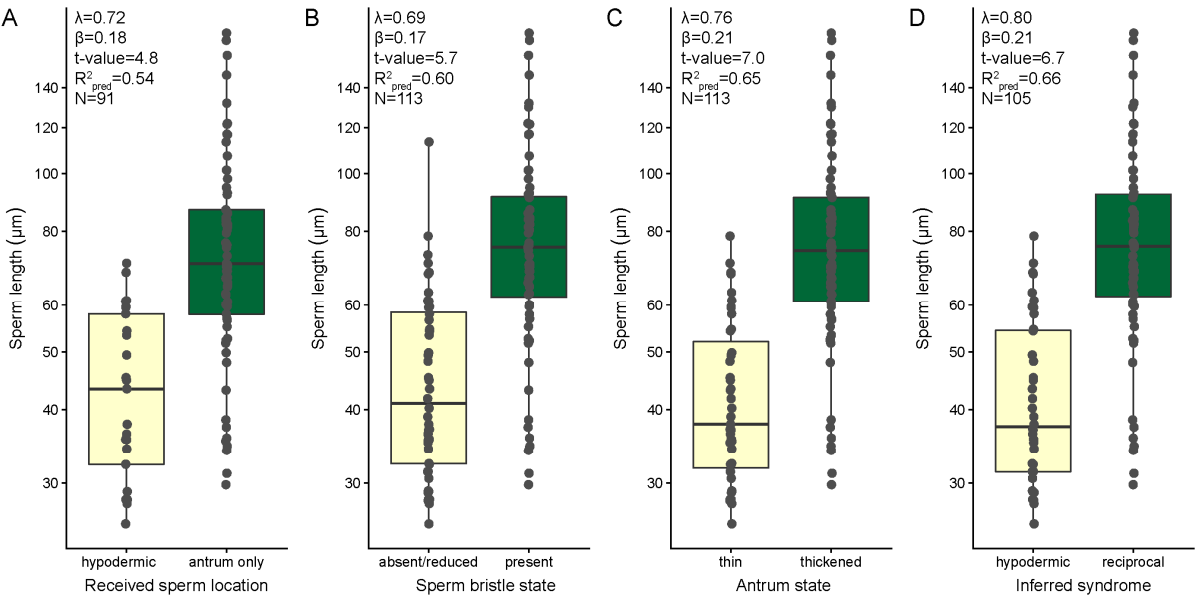 A
λ=0.72
β=0.18
t-value=4.8
R²pred=0.54
N=91
140
120
100
80
60
50
40
30
Sperm length (µm)
hypodermic
antrum only
Received sperm location
B
λ=0.69
β=0.17
t-value=5.7
R²pred=0.60
N=113
140
120
100
80
60
50
40
30
Sperm length (µm)
absent/reduced
present
Sperm bristle state
C
λ=0.76
β=0.21
t-value=7.0
R²pred=0.65
N=113
140
120
100
80
60
50
40
30
Sperm length (µm)
thin
thickened
Antrum state
D
λ=0.80
β=0.21
t-value=6.7
R²pred=0.66
N=105
140
120
100
80
60
50
40
30
Sperm length (µm)
hypodermic
reciprocal
Inferred syndrome